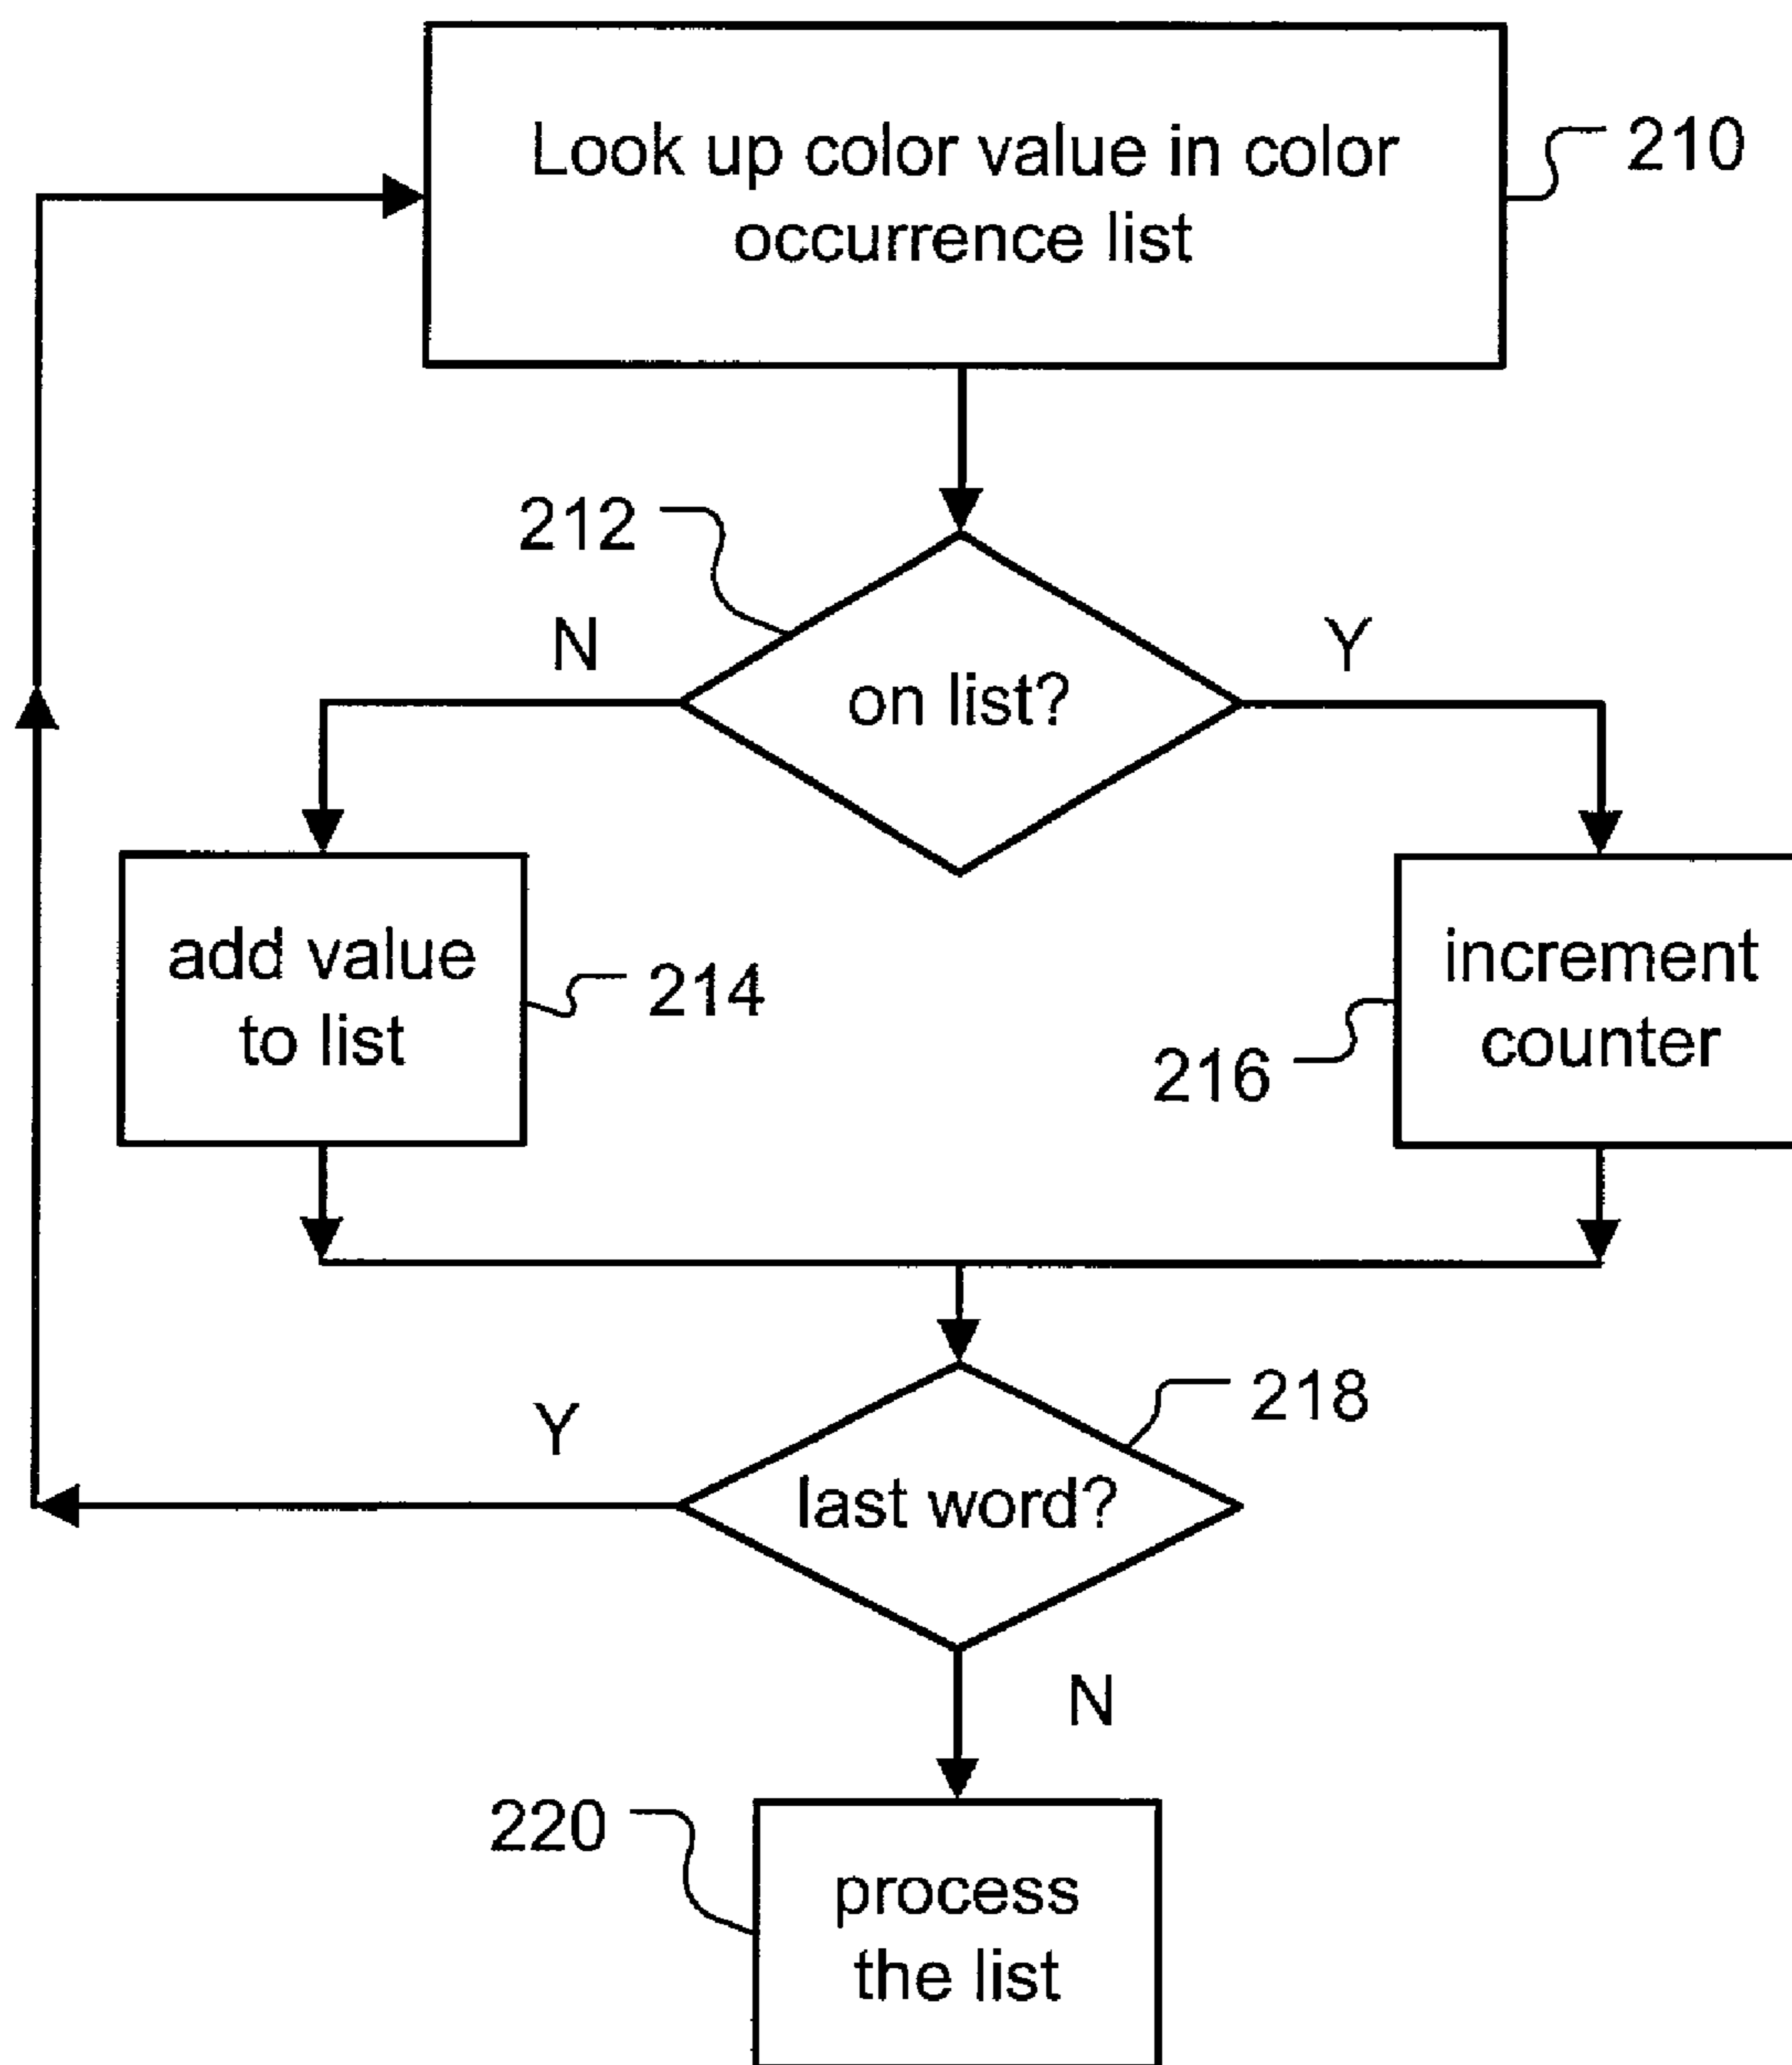 Look up color value in color
occurrence list
210
212
N
Y
on list?
add value
to list
214
increment
counter
216
Y
218
last word?
N
220
process
the list